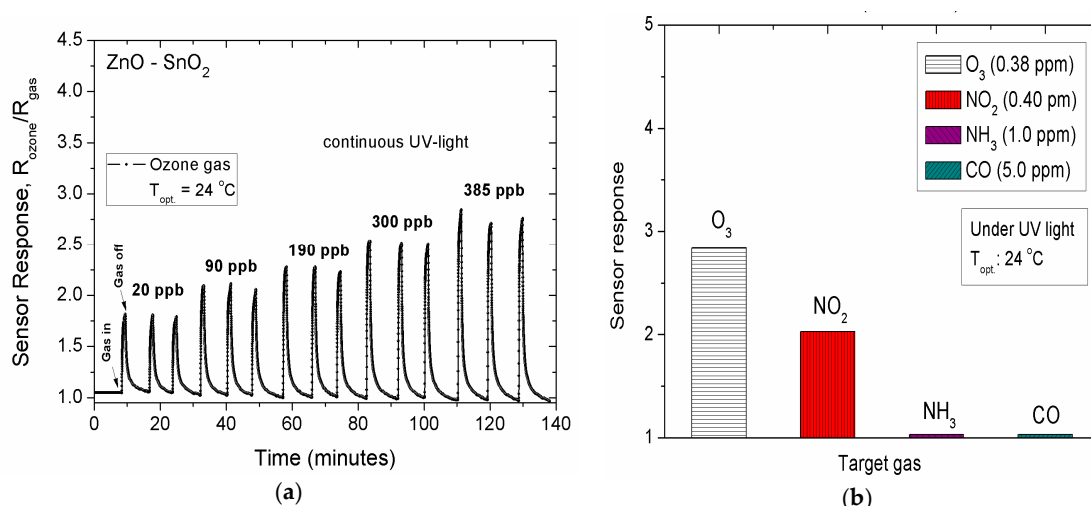 ZnO - SnO₂
continuous UV-light
Ozone gas
T_opt. = 24 °C
Gas in
Gas off
20 ppb
90 ppb
190 ppb
300 ppb
385 ppb
4.5
4.0
3.5
3.0
2.5
2.0
1.5
1.0
Sensor Response, R_ozone/R_gas
0 20 40 60 80 100 120 140
Time (minutes)
(a)
5
4
3
2
1
Sensor response
O₃ (0.38 ppm)
NO₂ (0.40 pm)
NH₃ (1.0 ppm)
CO (5.0 ppm)
Under UV light
T_opt.: 24 °C
O₃
NO₂
NH₃
CO
Target gas
(b)